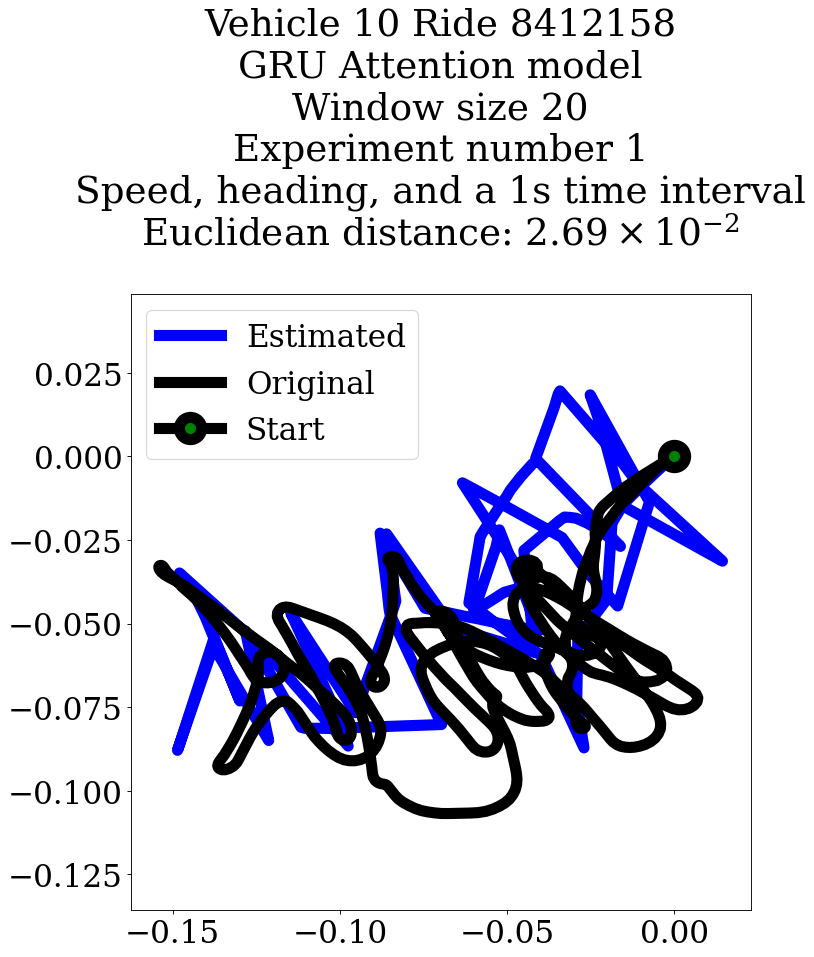 Vehicle 10 Ride 8412158
GRU Attention model
Window size 20
Experiment number 1
Speed, heading, and a 1s time interval
Euclidean distance: 2.69 × 10⁻²
Estimated
Original
Start
0.025
0.000
−0.025
−0.050
−0.075
−0.100
−0.125
−0.15 −0.10 −0.05 0.00